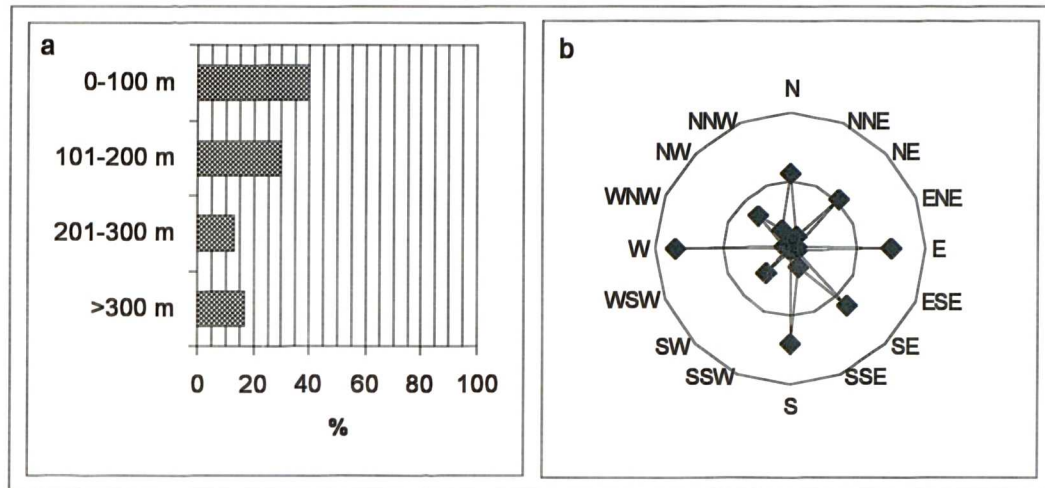 a
0-100 m
101-200 m
201-300 m
>300 m
0 20 40 60 80 100
%
b
N
NNE
NE
ENE
E
ESE
SE
SSE
S
SSW
SW
WSW
W
WNW
NW
NNW